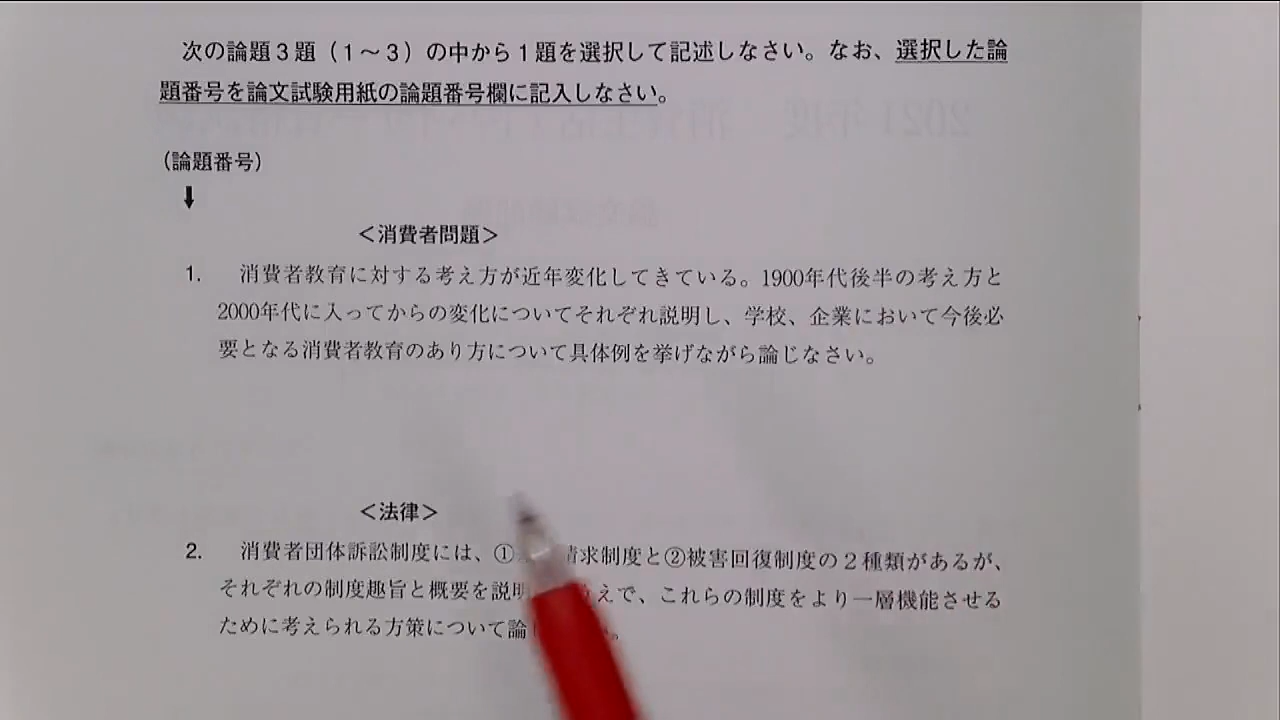 次の論題３題（１～３）の中から１題を選択して記述しなさい。なお、選択した論
題番号を論文試験用紙の論題番号欄に記入しなさい。
（論題番号）
⬇
＜消費者問題＞
1. 消費者教育に対する考え方が近年変化してきている。1900年代後半の考え方と
2000年代に入ってからの変化についてそれぞれ説明し、学校、企業において今後必
要となる消費者教育のあり方について具体例を挙げながら論じなさい。
＜法律＞
2. 消費者団体訴訟制度には、① 請求制度と②被害回復制度の２種類があるが、
それぞれの制度趣旨と概要を説明 えで、これらの制度をより一層機能させる
ために考えられる方策について論 。